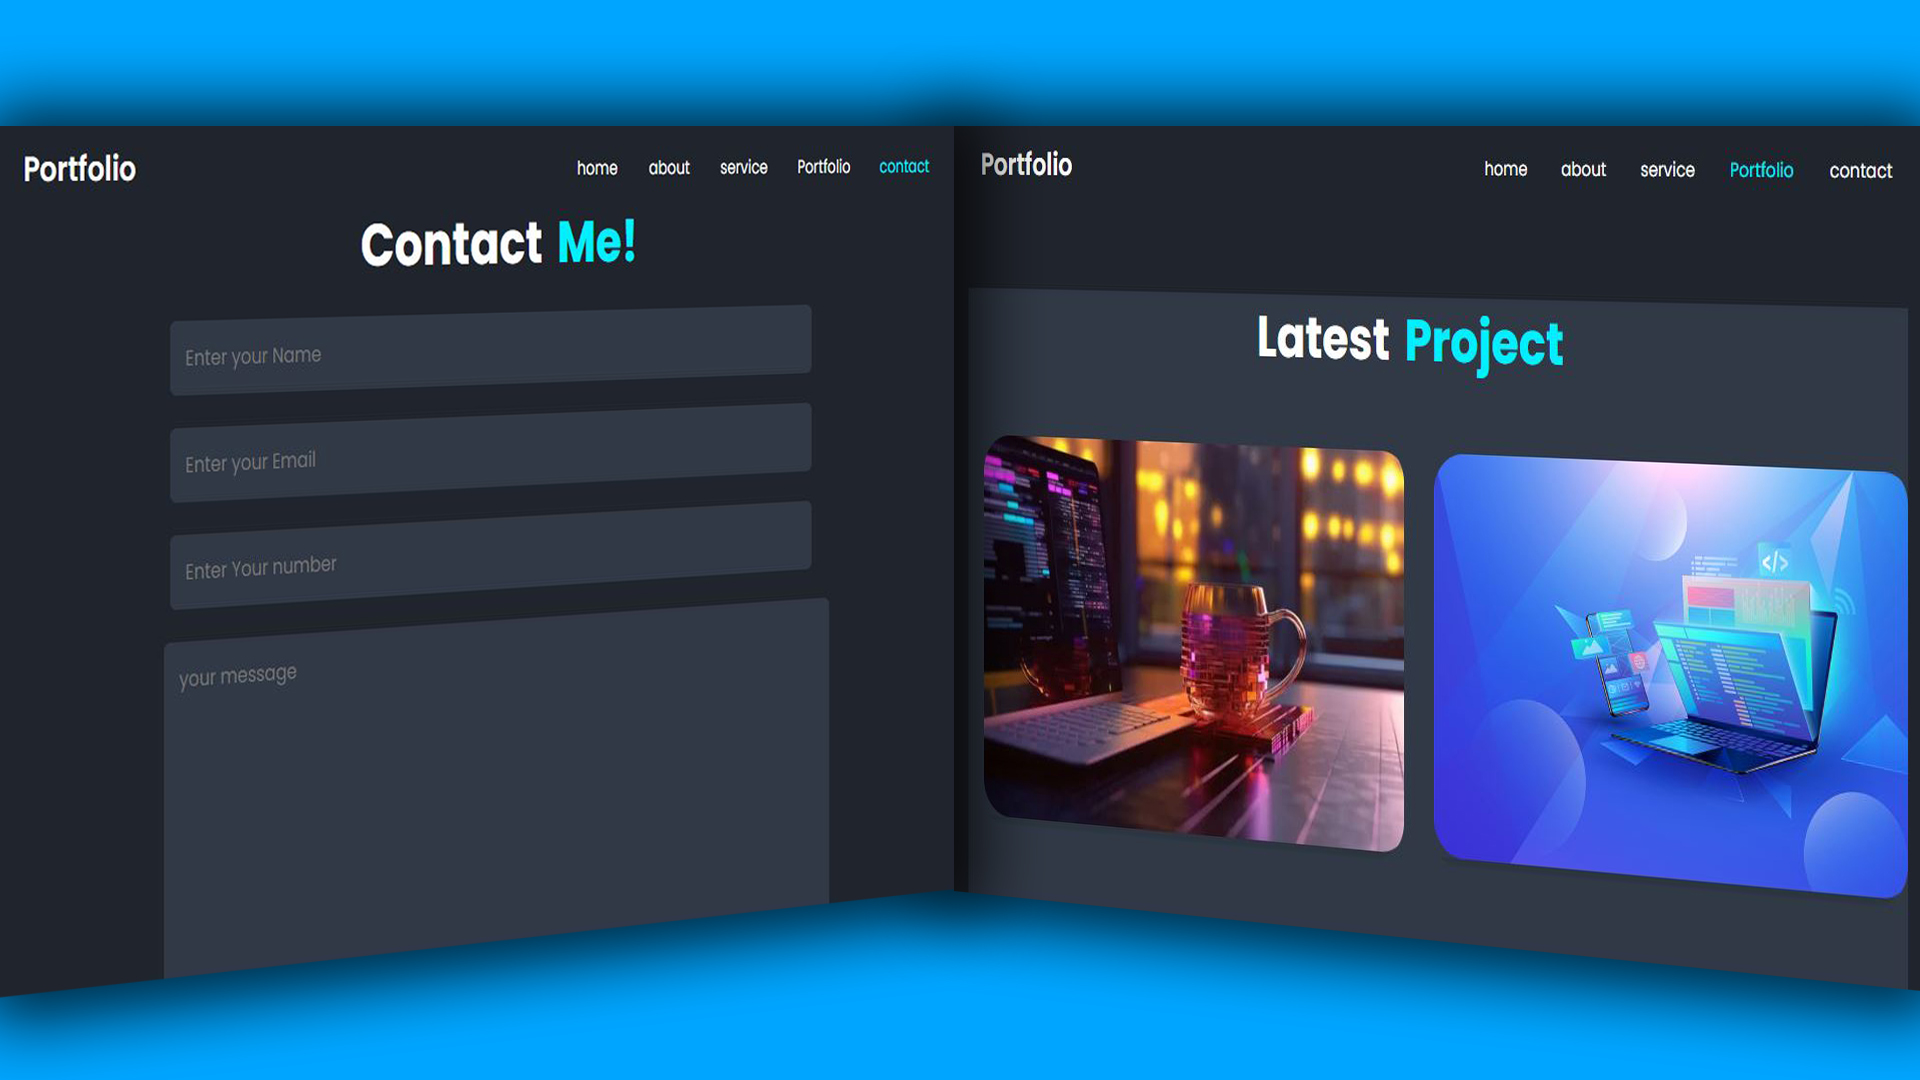 Portfolio
home about service Portfolio contact
Contact Me!
Enter your Name
Enter your Email
Enter Your number
your message
Portfolio
home about service Portfolio contact
Latest Project
</>